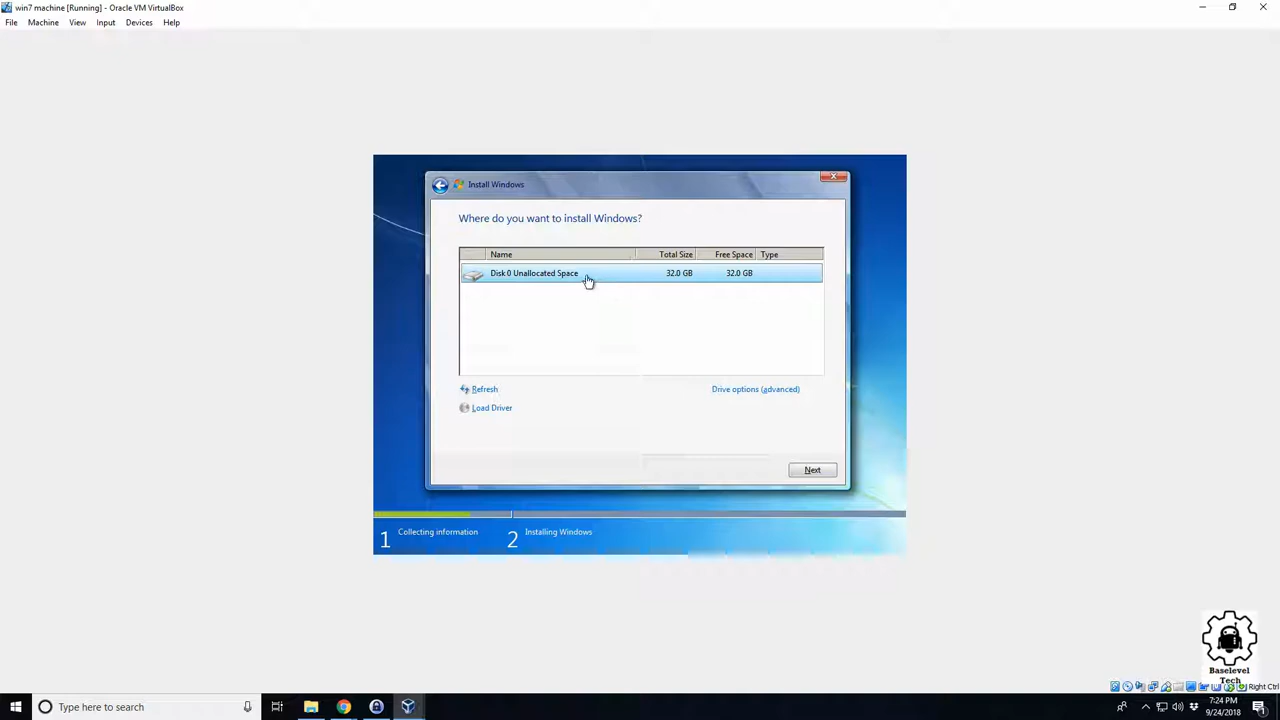 win7 machine [Running] - Oracle VM VirtualBox
File Machine View Input Devices Help
Install Windows
Where do you want to install Windows?
Name Total Size Free Space Type
Disk 0 Unallocated Space 32.0 GB 32.0 GB
Refresh Drive options (advanced)
Load Driver
Next
1 Collecting information 2 Installing Windows
Baselevel
Tech
Right Ctrl
Type here to search
7:24 PM
9/24/2018